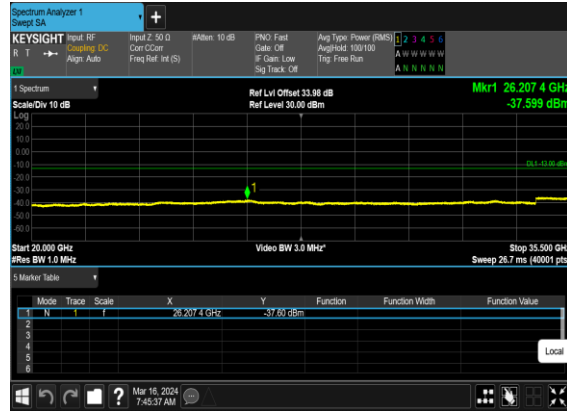 Spectrum Analyzer 1
Swept SA
+
KEYSIGHT Input: RF Input Z: 50 Ω #Atten: 10 dB PNO: Fast Avg Type: Power (RMS) 1 2 3 4 5 6
R T Coupling: DC Corr CCorr Gate: Off Avg|Hold: 100/100 A W W W W W
Align: Auto Freq Ref: Int (S) IF Gain: Low Trig: Free Run
Sig Track: Off A N N N N N
1 Spectrum Ref Lvl Offset 33.98 dB Mkr1 26.207 4 GHz
Scale/Div 10 dB Ref Level 30.00 dBm -37.599 dBm
Log
20.0
10.0
0.00
-10.0
DL1 -13.00 dBm
-20.0
-30.0
1
-40.0
-50.0
-60.0
Start 20.000 GHz Video BW 3.0 MHz* Stop 35.500 GHz
#Res BW 1.0 MHz Sweep 26.7 ms (40001 pts)
5 Marker Table
Mode Trace Scale X Y Function Function Width Function Value
1 N 1 f 26.207 4 GHz -37.60 dBm
2
3
4
5
6
Local
? Mar 16, 2024
7:45:37 AM